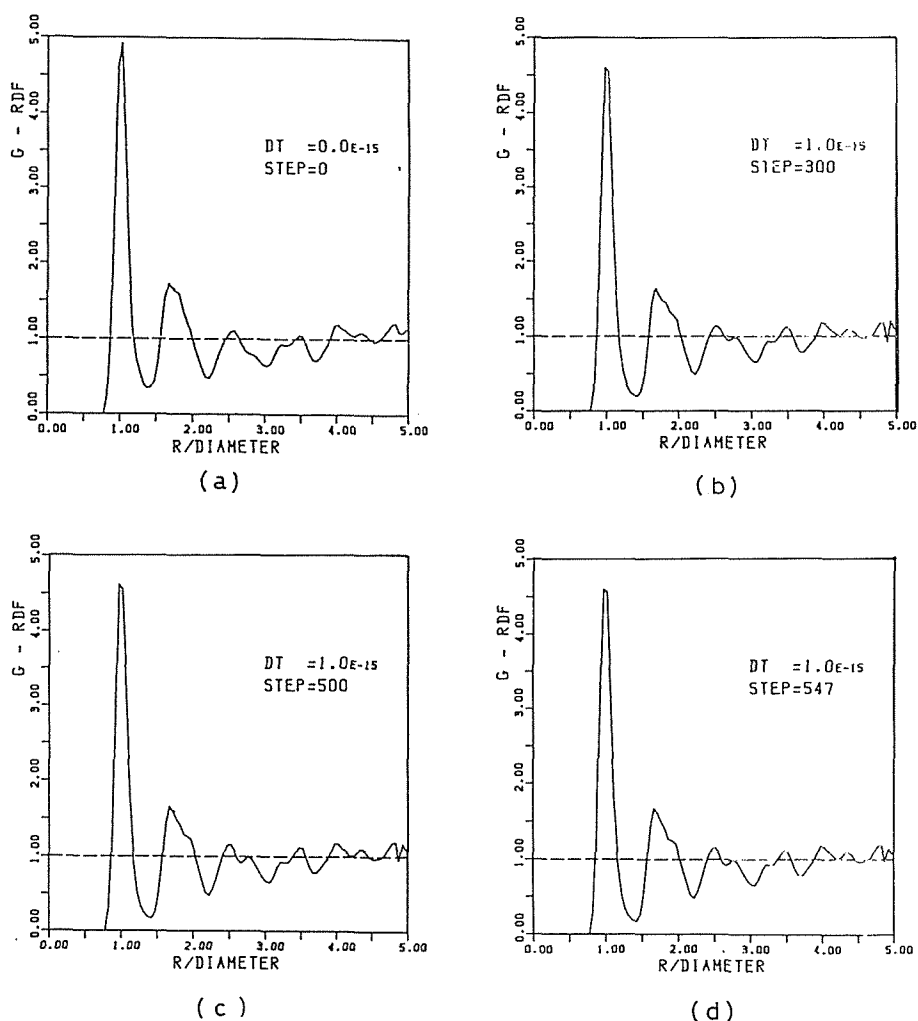 G - RDF
5.00
4.00
3.00
2.00
1.00
0.00
DT =0.0E-15
STEP=0
0.00 1.00 2.00 3.00 4.00 5.00
R/DIAMETER
(a)
G - RDF
5.00
4.00
3.00
2.00
1.00
0.00
DT =1.0E-15
STEP=300
0.00 1.00 2.00 3.00 4.00 5.00
R/DIAMETER
(b)
G - RDF
5.00
4.00
3.00
2.00
1.00
0.00
DT =1.0E-15
STEP=500
0.00 1.00 2.00 3.00 4.00 5.00
R/DIAMETER
(c)
G - RDF
5.00
4.00
3.00
2.00
1.00
0.00
DT =1.0E-15
STEP=547
0.00 1.00 2.00 3.00 4.00 5.00
R/DIAMETER
(d)